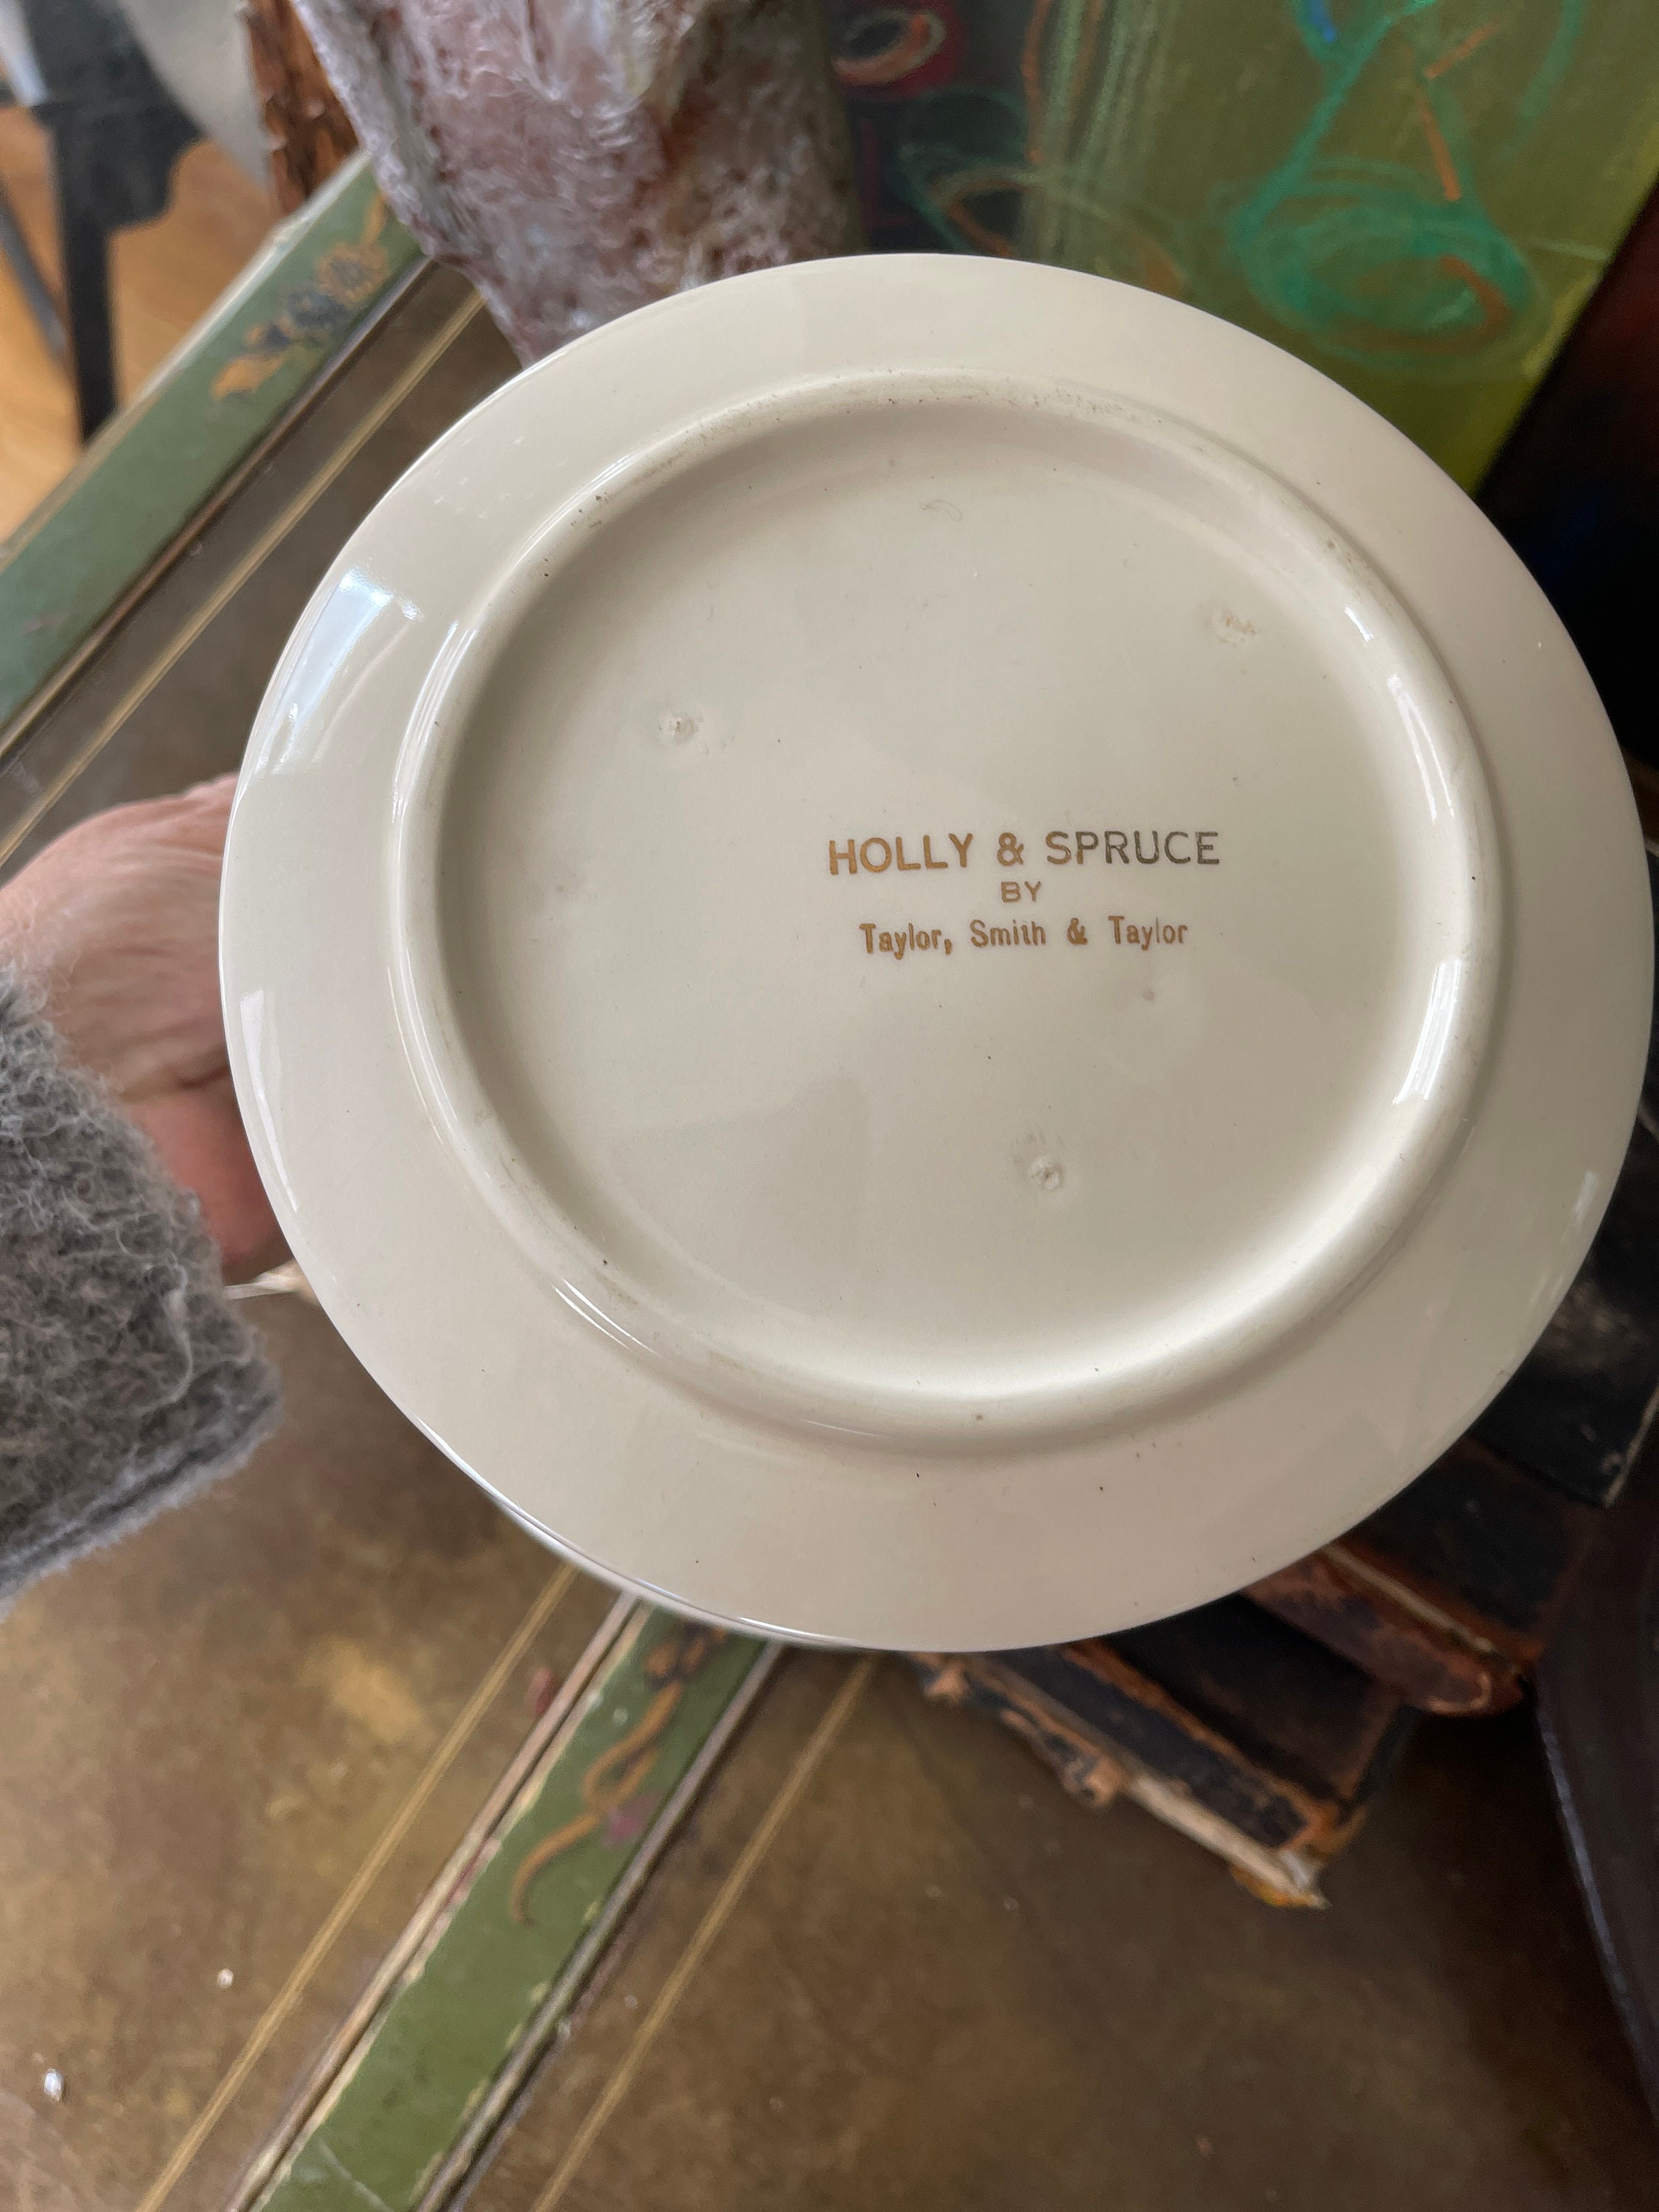 HOLLY & SPRUCE
BY
Taylor, Smith & Taylor